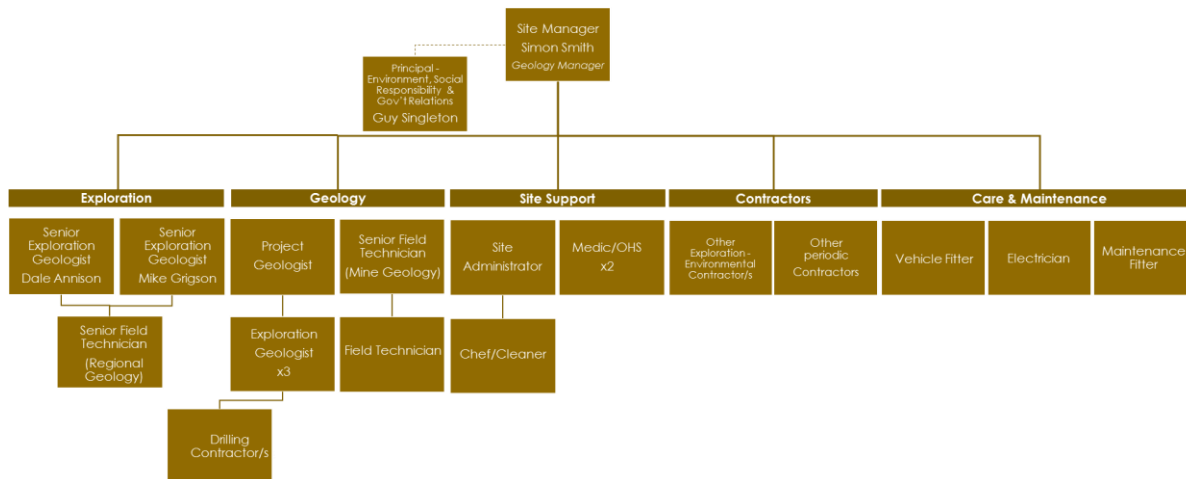 Site Manager
Simon Smith
Geology Manager
Principal -
Environment, Social
Responsibility &
Gov't Relations
Guy Singleton
Exploration
Geology
Site Support
Contractors
Care & Maintenance
Senior
Exploration
Geologist
Dale Annison
Senior
Exploration
Geologist
Mike Grigson
Project
Geologist
Senior Field
Technician
(Mine Geology)
Site
Administrator
Medic/OHS
x2
Other
Exploration -
Environmental
Contractor/s
Other
periodic
Contractors
Vehicle Fitter
Electrician
Maintenance
Fitter
Senior Field
Technician
(Regional
Geology)
Exploration
Geologist
x3
Field Technician
Chef/Cleaner
Drilling
Contractor/s